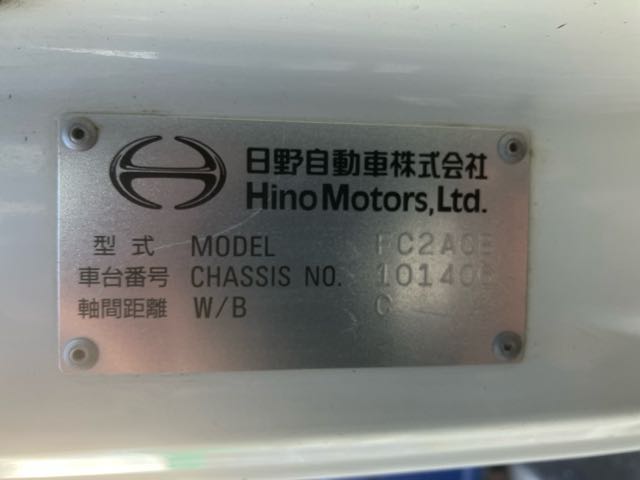 日野自動車株式会社
Hino Motors, Ltd.
型式 MODEL
車台番号 CHASSIS NO.
軸間距離 W/B C